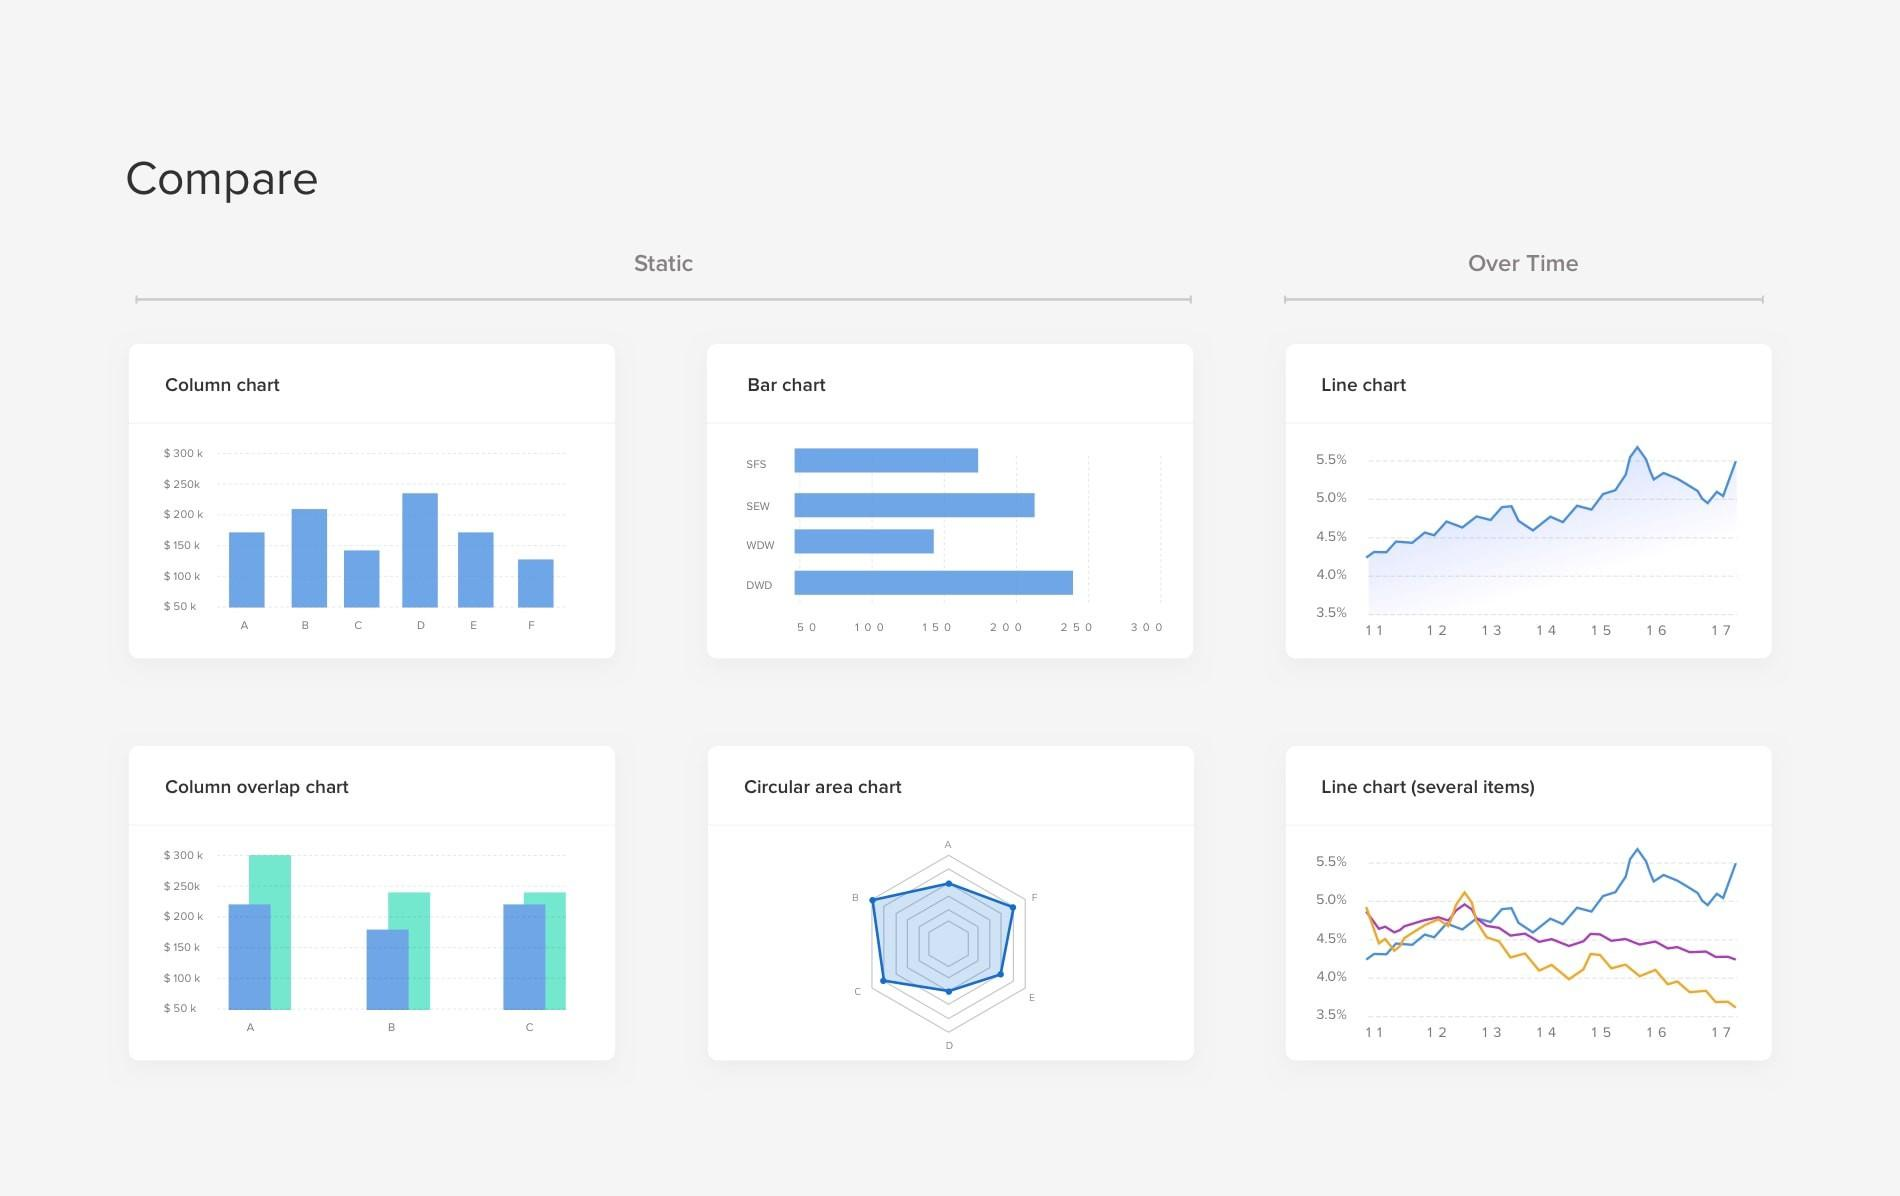 Compare
Static
Over Time
Column chart
$ 300 k
$ 250k
$ 200 k
$ 150 k
$ 100 k
$ 50 k
A B C D E F
Bar chart
SFS
SEW
WDW
DWD
50 100 150 200 250 300
Line chart
5.5%
5.0%
4.5%
4.0%
3.5%
11 12 13 14 15 16 17
Column overlap chart
$ 300 k
$ 250k
$ 200 k
$ 150 k
$ 100 k
$ 50 k
A B C
Circular area chart
A
B F
C E
D
Line chart (several items)
5.5%
5.0%
4.5%
4.0%
3.5%
11 12 13 14 15 16 17